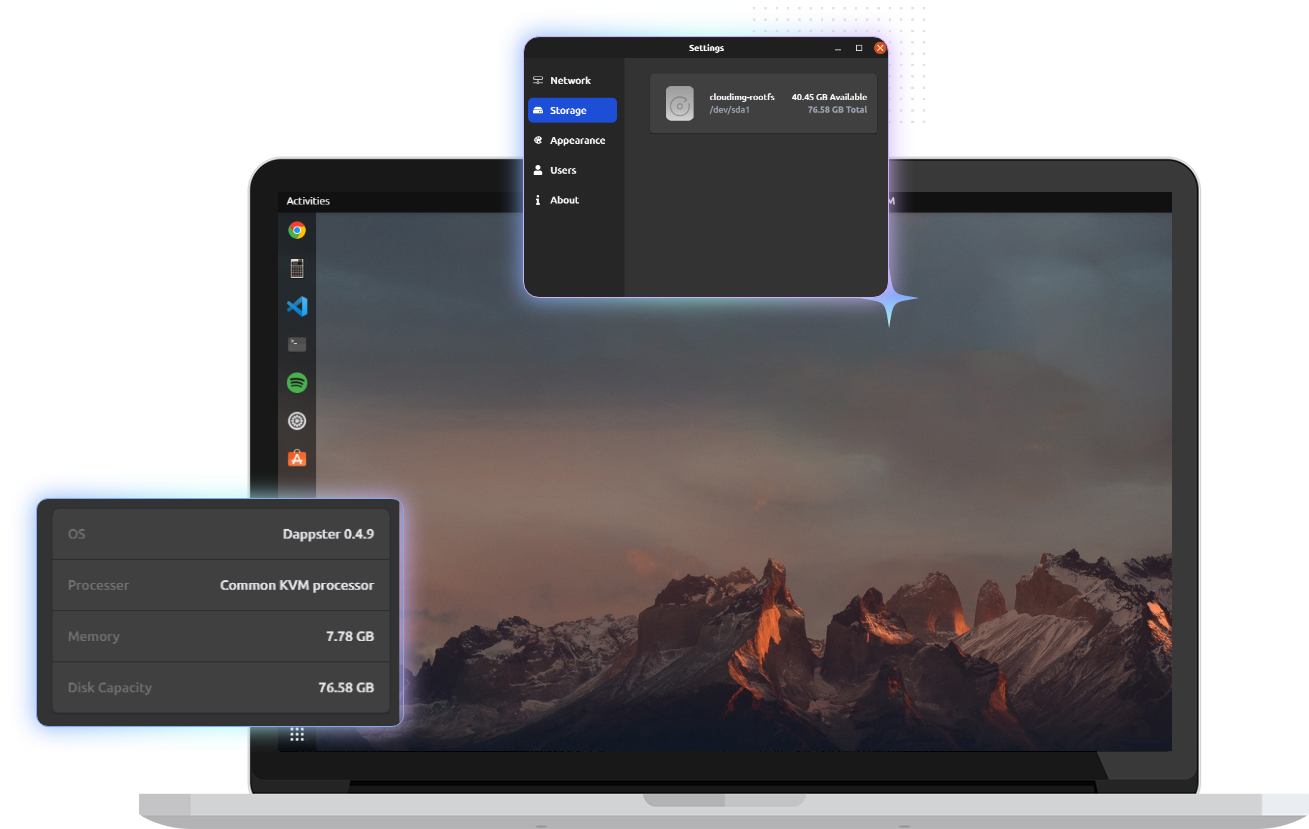 Settings
Network
Storage
Appearance
Users
About
cloudimg-rootfs 40.45 GB Available
/dev/sda1 76.58 GB Total
Activities
M
OS Dappster 0.4.9
Processer Common KVM processor
Memory 7.78 GB
Disk Capacity 76.58 GB